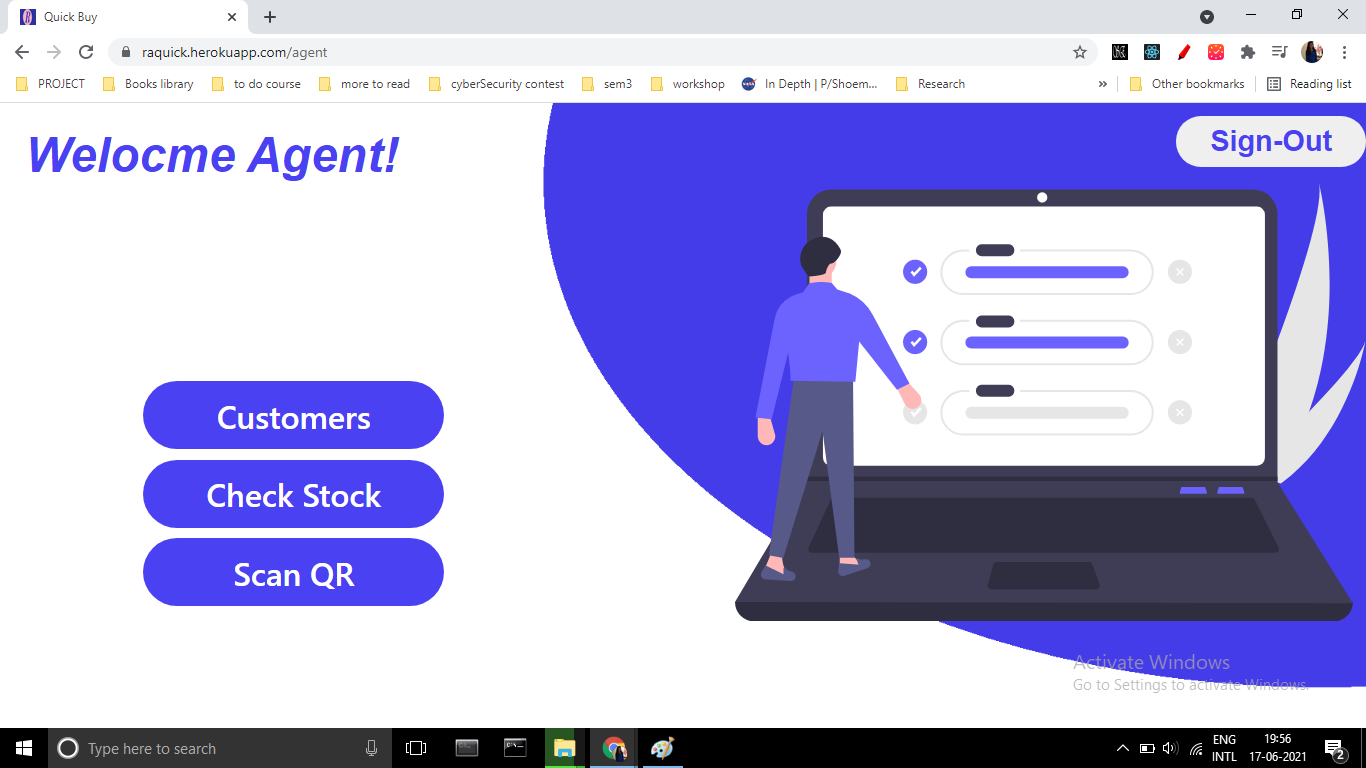 Quick Buy
raquick.herokuapp.com/agent
PROJECT Books library to do course more to read cyberSecurity contest sem3 workshop In Depth | P/Shoem... Research » Other bookmarks Reading list
Welocme Agent!
Sign-Out
Customers
Check Stock
Scan QR
Activate Windows
Go to Settings to activate Windows.
Type here to search
ENG
INTL
19:56
17-06-2021
2